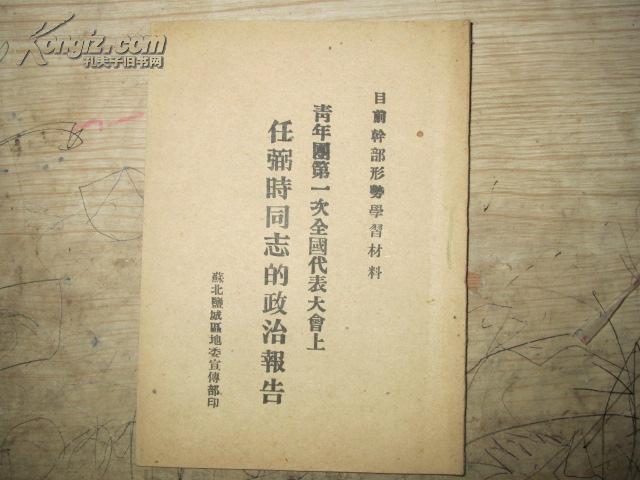 Kongfz.com
孔夫子旧书网
目前幹部形勢學習材料
靑年團第一次全國代表大會上
任弼時同志的政治報告
蘇北鹽城區地委宣傳部印